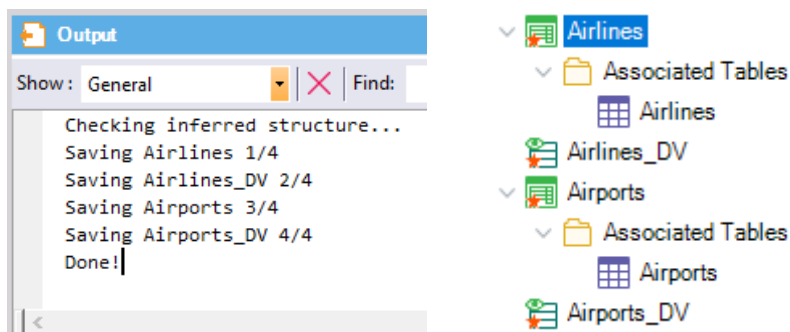 Output
Show : General Find:
Checking inferred structure...
Saving Airlines 1/4
Saving Airlines_DV 2/4
Saving Airports 3/4
Saving Airports_DV 4/4
Done!
Airlines
Associated Tables
Airlines
Airlines_DV
Airports
Associated Tables
Airports
Airports_DV